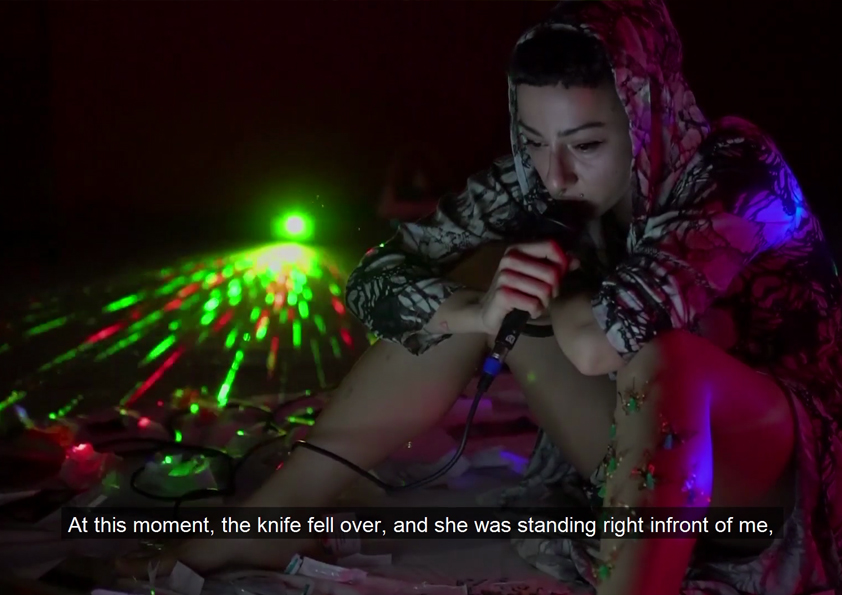 At this moment, the knife fell over, and she was standing right infront of me,